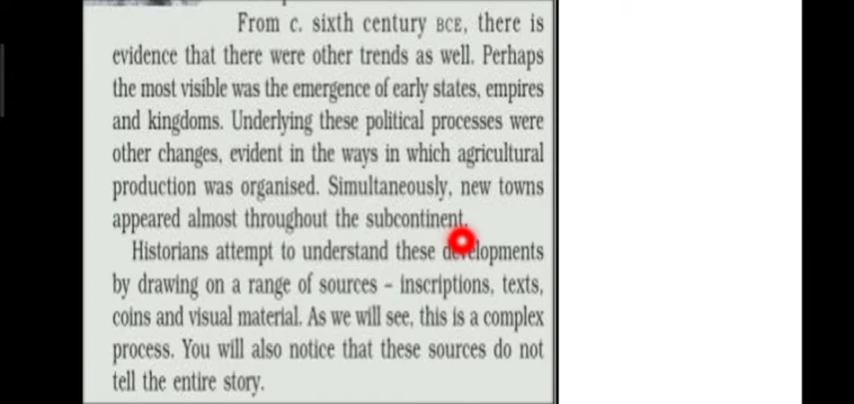 From c. sixth century BCE, there is
evidence that there were other trends as well. Perhaps
the most visible was the emergence of early states, empires
and kingdoms. Underlying these political processes were
other changes, evident in the ways in which agricultural
production was organised. Simultaneously, new towns
appeared almost throughout the subcontinent.
Historians attempt to understand these developments
by drawing on a range of sources – inscriptions, texts,
coins and visual material. As we will see, this is a complex
process. You will also notice that these sources do not
tell the entire story.